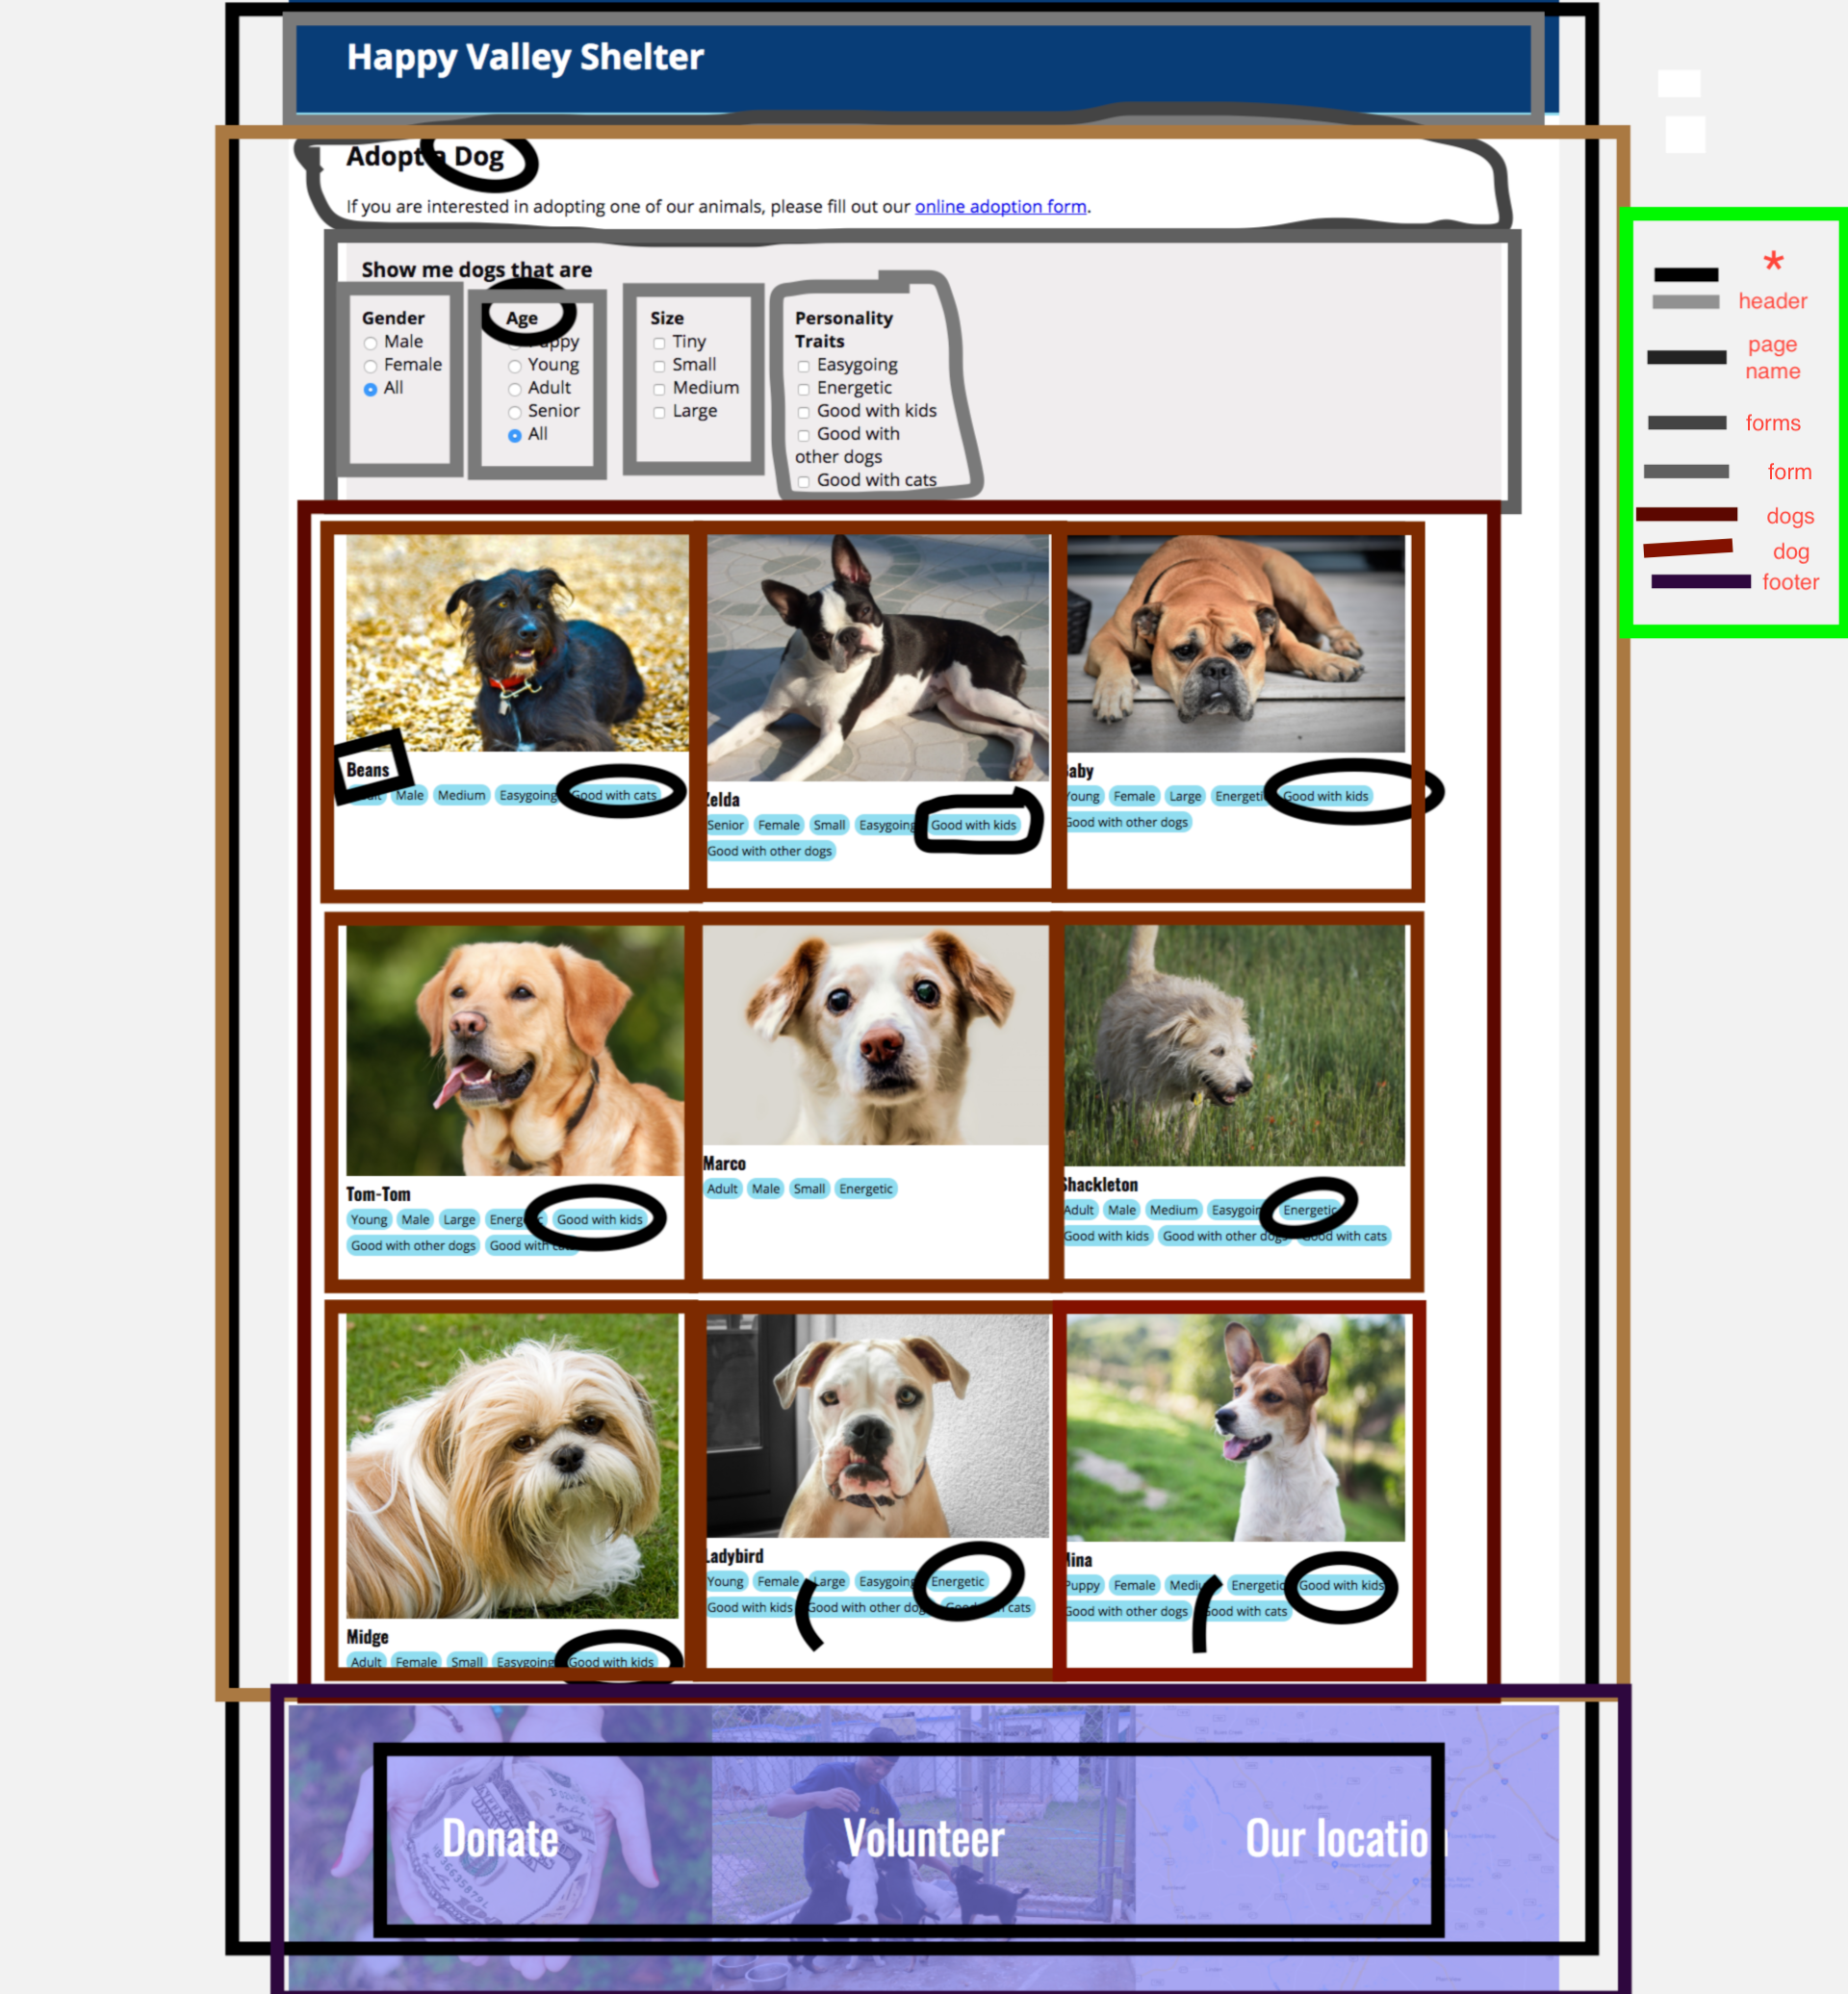 Happy Valley Shelter
Adopt a Dog
If you are interested in adopting one of our animals, please fill out our online adoption form.
Show me dogs that are
Gender
Male
Female
All
Age
Young
Adult
Senior
All
Size
Tiny
Small
Medium
Large
Personality
Traits
Easygoing
Energetic
Good with kids
Good with
other dogs
Good with cats
*
header
page
name
forms
form
dogs
dog
footer
Beans
Male Medium Easygoing Good with cats
Zelda
Senior Female Small Easygoing Good with kids
Good with other dogs
aby
Young Female Large Energeti Good with kids
Good with other dogs
Tom-Tom
Young Male Large Energetic Good with kids
Good with other dogs Good with cats
Marco
Adult Male Small Energetic
Shackleton
Adult Male Medium Easygoing Energetic
Good with kids Good with other dogs Good with cats
Midge
Adult Female Small Easygoing Good with kids
Ladybird
Young Female Large Easygoing Energetic
Good with kids Good with other dogs Good with cats
Mina
Puppy Female Medium Energetic Good with kids
Good with other dogs Good with cats
Donate
Volunteer
Our location